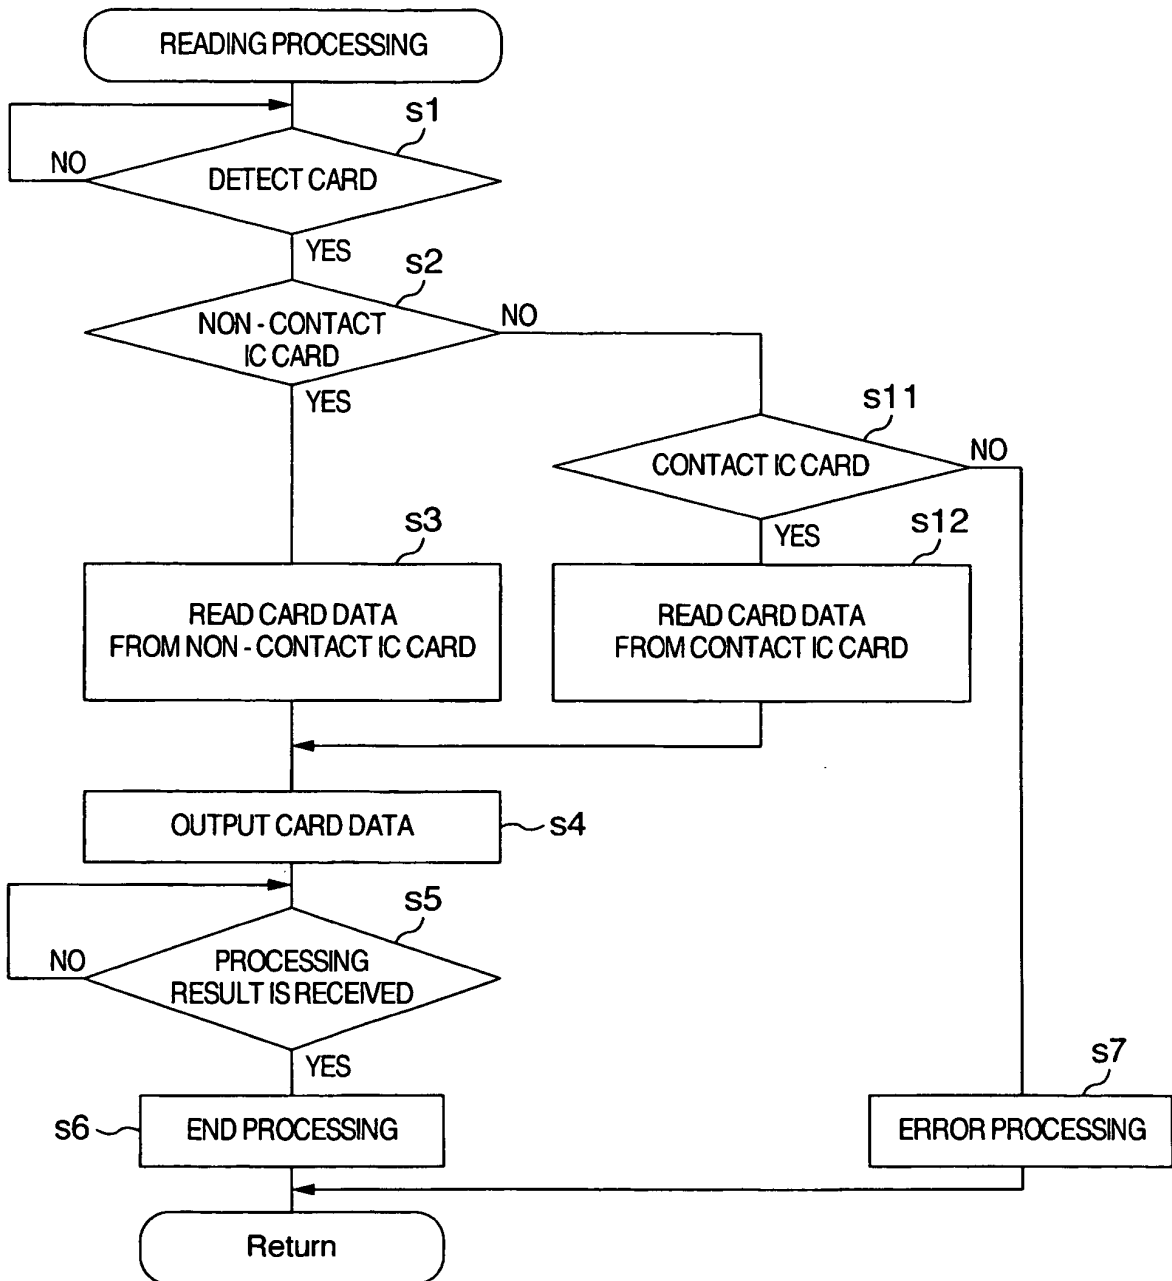 READING PROCESSING
s1
NO
DETECT CARD
YES
s2
NON - CONTACT
IC CARD
NO
YES
s11
CONTACT IC CARD
NO
YES
s3
s12
READ CARD DATA
FROM NON - CONTACT IC CARD
READ CARD DATA
FROM CONTACT IC CARD
OUTPUT CARD DATA
s4
s5
NO
PROCESSING
RESULT IS RECEIVED
YES
s7
s6
END PROCESSING
ERROR PROCESSING
Return